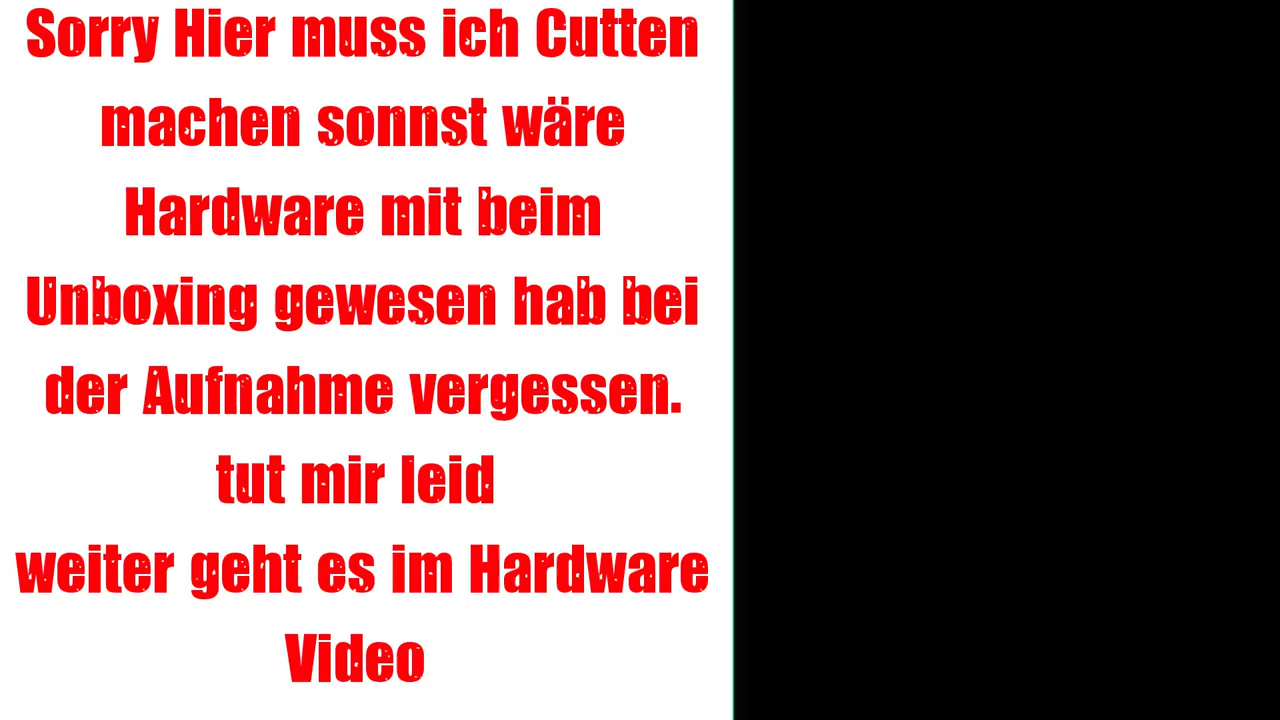 Sorry Hier muss ich Cutten
machen sonnst wäre
Hardware mit beim
Unboxing gewesen hab bei
der Aufnahme vergessen.
tut mir leid
weiter geht es im Hardware
Video